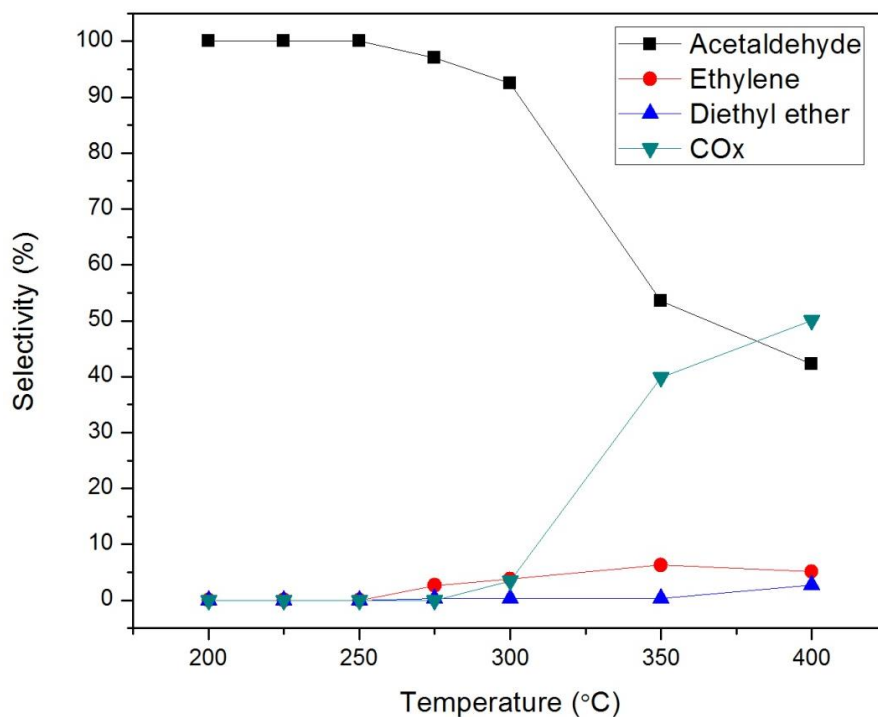 Acetaldehyde
Ethylene
Diethyl ether
COx
Selectivity (%)
100
90
80
70
60
50
40
30
20
10
0
200 250 300 350 400
Temperature (°C)